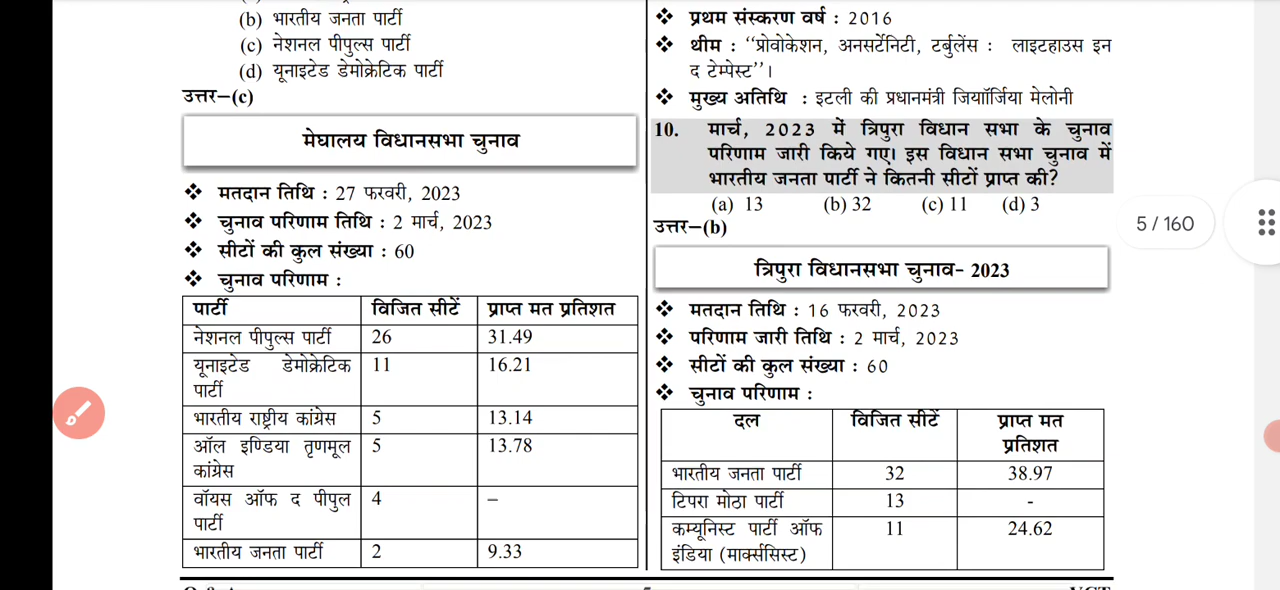 (b) भारतीय जनता पार्टी
(c) नेशनल पीपुल्स पार्टी
(d) यूनाइटेड डेमोक्रेटिक पार्टी
उत्तर–(c)
मेघालय विधानसभा चुनाव
❖ मतदान तिथि : 27 फरवरी, 2023
❖ चुनाव परिणाम तिथि : 2 मार्च, 2023
❖ सीटों की कुल संख्या : 60
❖ चुनाव परिणाम :
पार्टी विजित सीटें प्राप्त मत प्रतिशत
नेशनल पीपुल्स पार्टी 26 31.49
यूनाइटेड डेमोक्रेटिक 11 16.21
पार्टी
भारतीय राष्ट्रीय कांग्रेस 5 13.14
ऑल इण्डिया तृणमूल 5 13.78
कांग्रेस
वॉयस ऑफ द पीपुल 4 –
पार्टी
भारतीय जनता पार्टी 2 9.33
❖ प्रथम संस्करण वर्ष : 2016
❖ थीम : “प्रोवोकेशन, अनसर्टेनिटी, टर्बुलेंस : लाइटहाउस इन
द टेम्पेस्ट”।
❖ मुख्य अतिथि : इटली की प्रधानमंत्री जियाॉर्जिया मेलोनी
10. मार्च, 2023 में त्रिपुरा विधान सभा के चुनाव
परिणाम जारी किये गए। इस विधान सभा चुनाव में
भारतीय जनता पार्टी ने कितनी सीटों प्राप्त की?
(a) 13 (b) 32 (c) 11 (d) 3
उत्तर–(b)
त्रिपुरा विधानसभा चुनाव- 2023
❖ मतदान तिथि : 16 फरवरी, 2023
❖ परिणाम जारी तिथि : 2 मार्च, 2023
❖ सीटों की कुल संख्या : 60
❖ चुनाव परिणाम :
दल विजित सीटें प्राप्त मत
प्रतिशत
भारतीय जनता पार्टी 32 38.97
टिपरा मोठा पार्टी 13 -
कम्यूनिस्ट पार्टी ऑफ 11 24.62
इंडिया (मार्क्ससिस्ट)
5 / 160